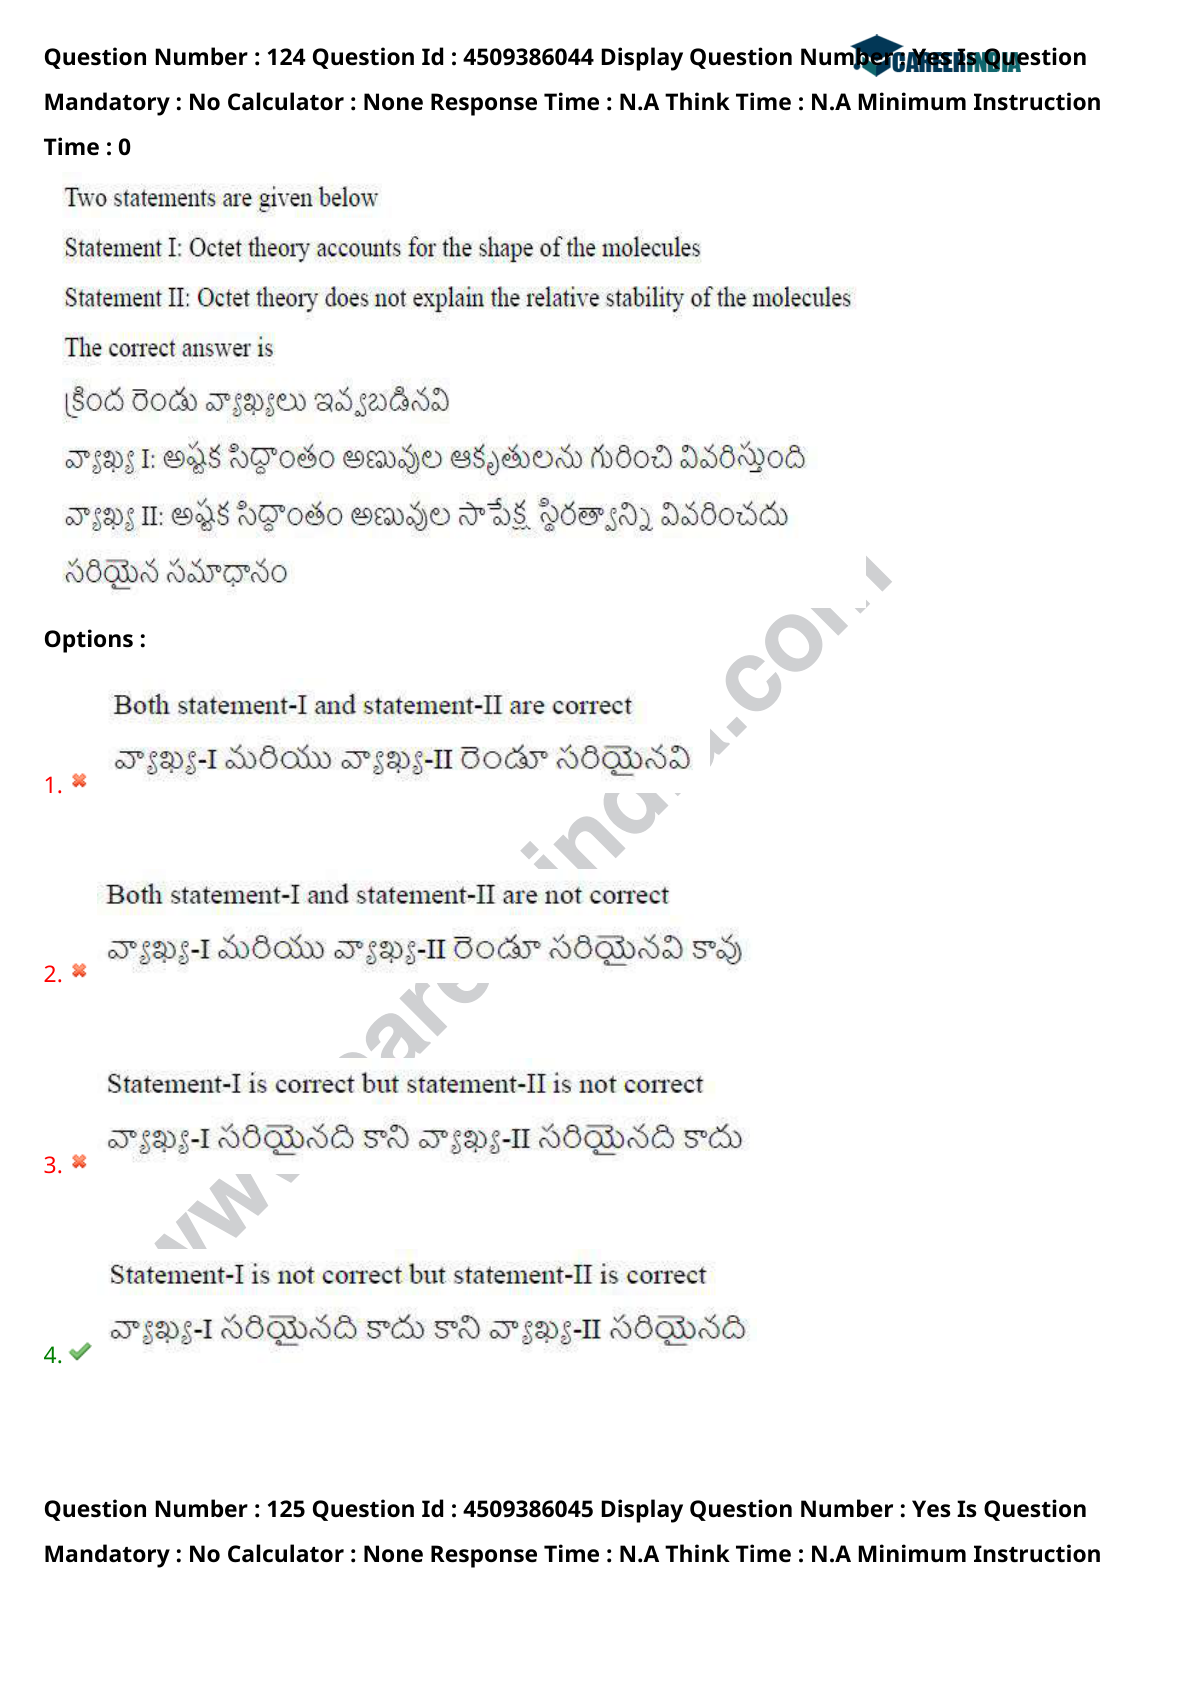 Question Number : 124 Question Id : 4509386044 Display Question Number : Yes Is Question
CAREERINDIA
Mandatory : No Calculator : None Response Time : N.A Think Time : N.A Minimum Instruction
Time : 0
Two statements are given below
Statement I: Octet theory accounts for the shape of the molecules
Statement II: Octet theory does not explain the relative stability of the molecules
The correct answer is
క్రింద రెండు వ్యాఖ్యలు ఇవ్వబడినవి
వ్యాఖ్య I: అష్టక సిద్ధాంతం అణువుల ఆకృతులను గురించి వివరిస్తుంది
వ్యాఖ్య II: అష్టక సిద్ధాంతం అణువుల సాపేక్ష స్థిరత్వాన్ని వివరించదు
సరియైన సమాధానం
Options :
Both statement-I and statement-II are correct
వ్యాఖ్య-I మరియు వ్యాఖ్య-II రెండూ సరియైనవి
1.
Both statement-I and statement-II are not correct
వ్యాఖ్య-I మరియు వ్యాఖ్య-II రెండూ సరియైనవి కావు
2.
Statement-I is correct but statement-II is not correct
వ్యాఖ్య-I సరియైనది కాని వ్యాఖ్య-II సరియైనది కాదు
3.
Statement-I is not correct but statement-II is correct
వ్యాఖ్య-I సరియైనది కాదు కాని వ్యాఖ్య-II సరియైనది
4.
Question Number : 125 Question Id : 4509386045 Display Question Number : Yes Is Question
Mandatory : No Calculator : None Response Time : N.A Think Time : N.A Minimum Instruction